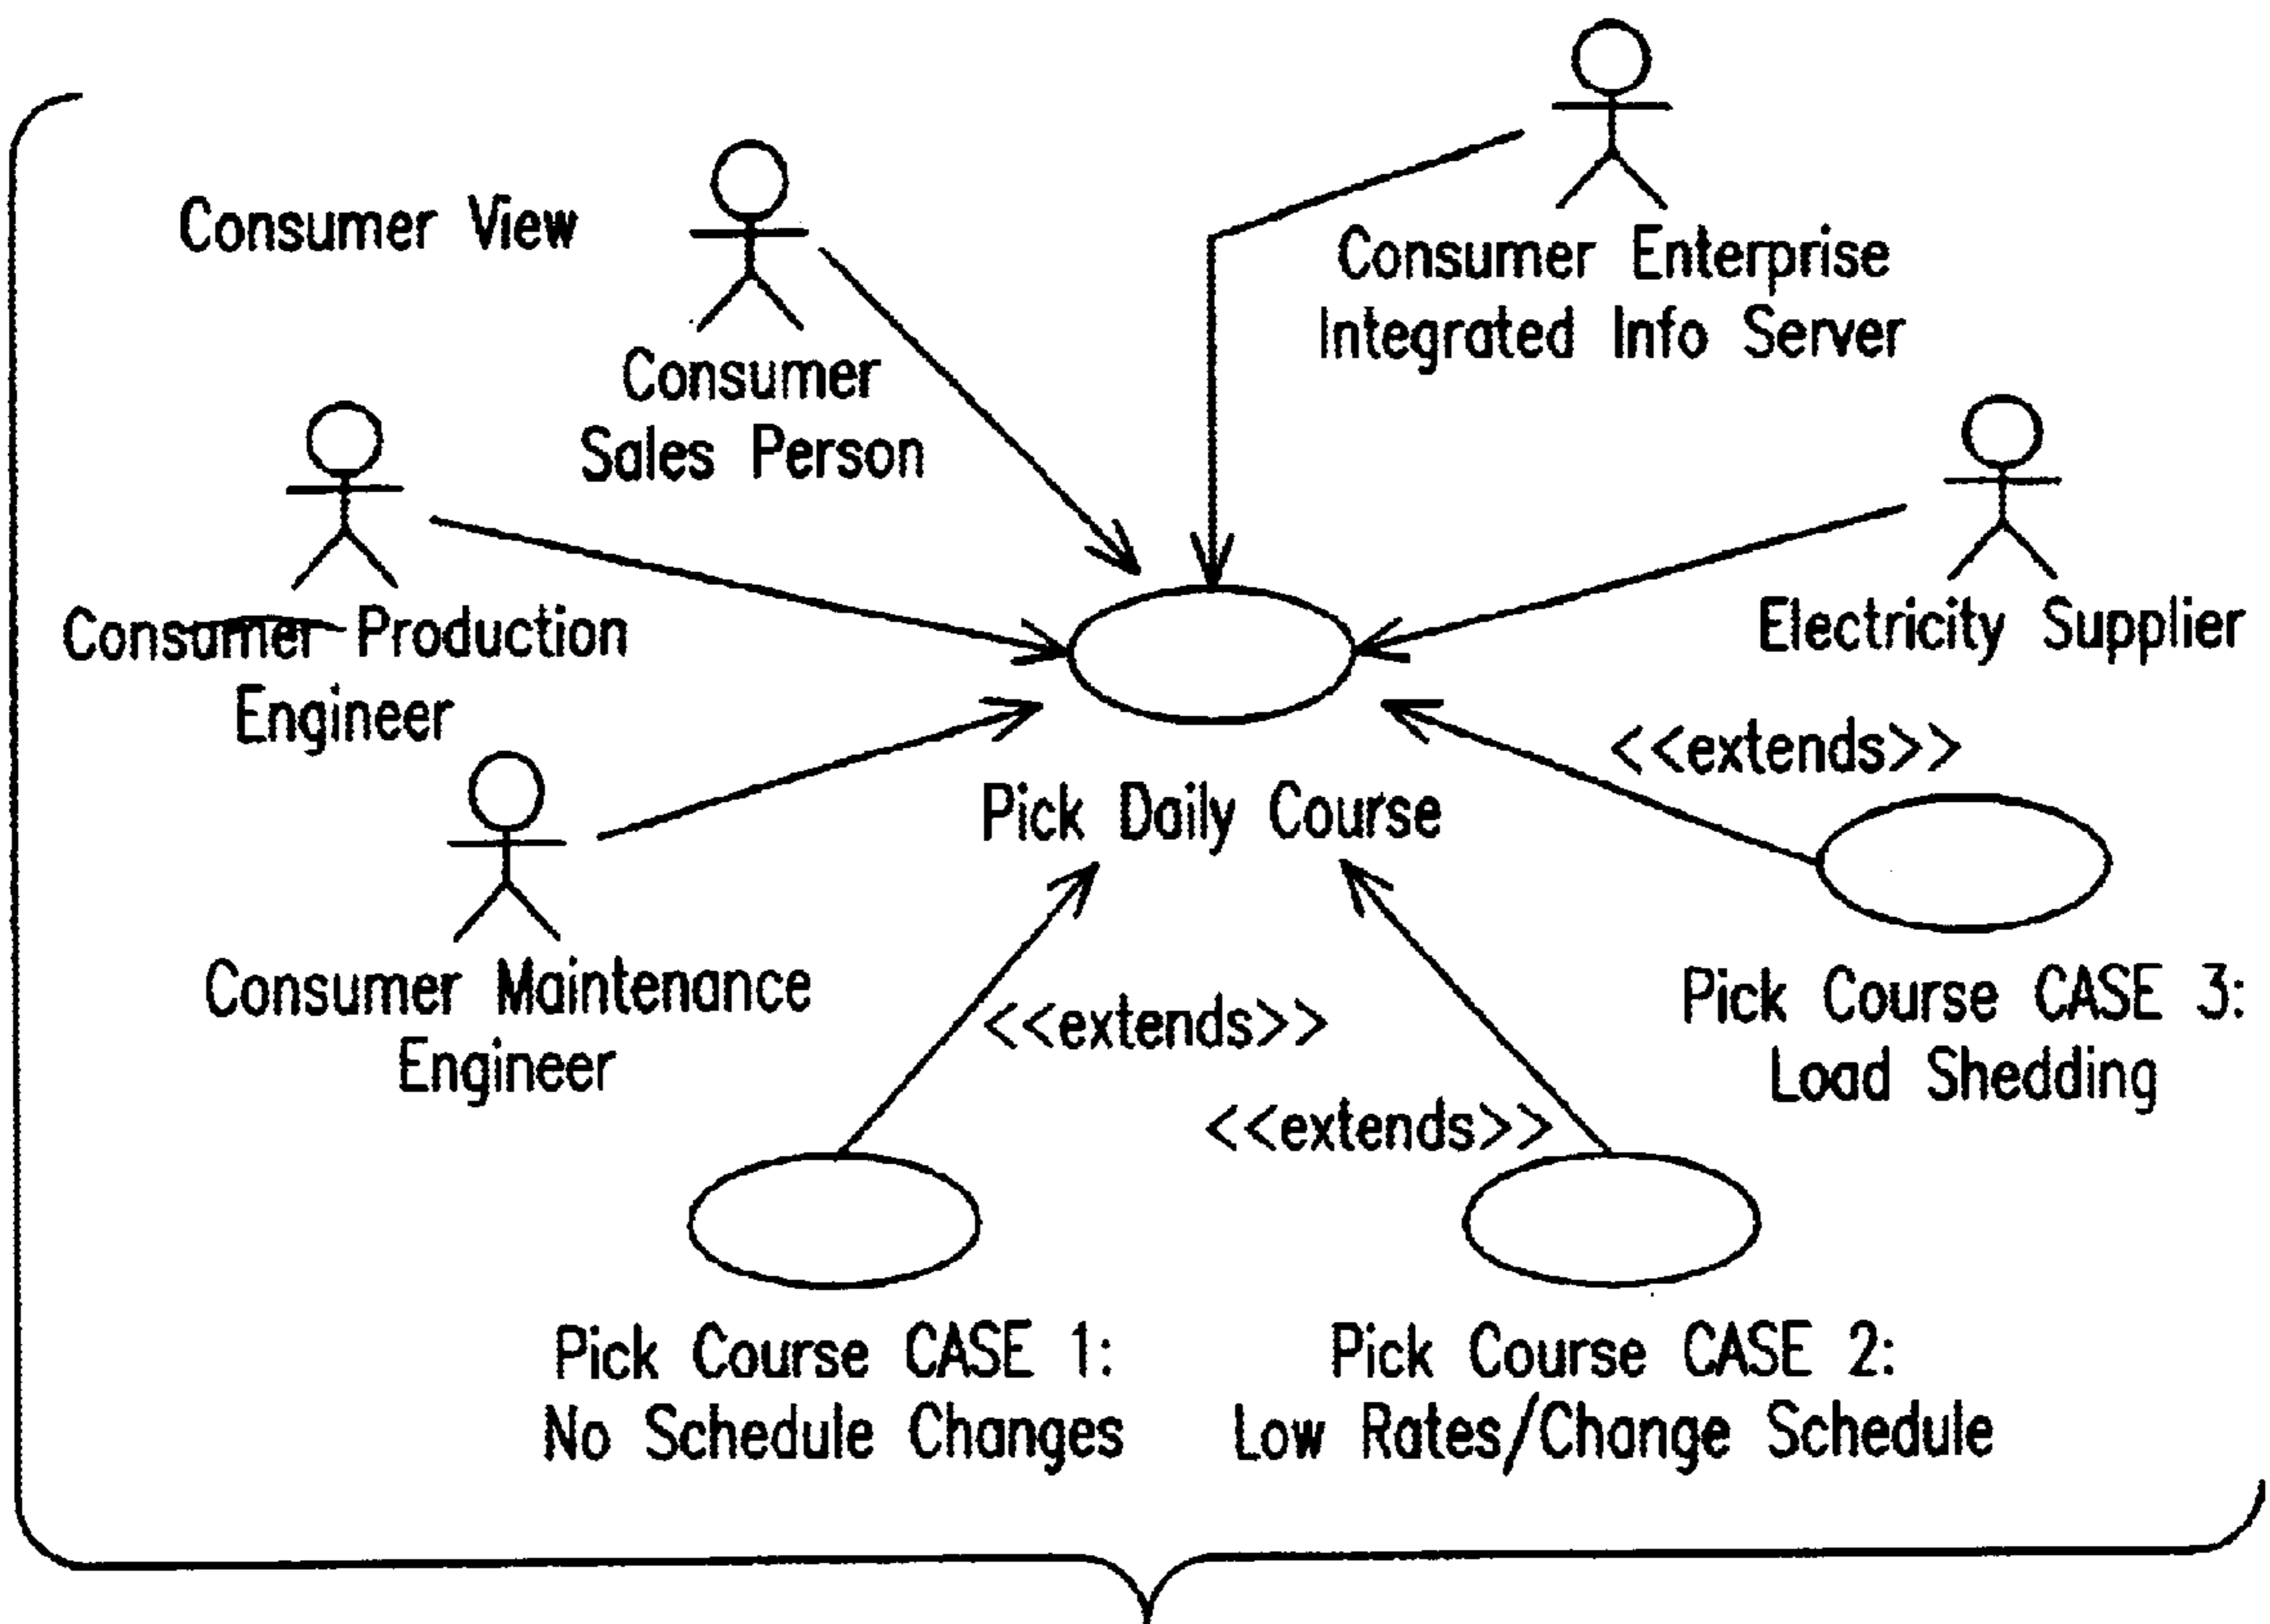 Consumer View
Consumer
Sales Person
Consumer Enterprise
Integrated Info Server
Consumer Production
Engineer
Electricity Supplier
<<extends>>
Pick Daily Course
Consumer Maintenance
Engineer
<<extends>>
Pick Course CASE 3:
Load Shedding
<<extends>>
Pick Course CASE 1:
No Schedule Changes
Pick Course CASE 2:
Low Rates/Change Schedule